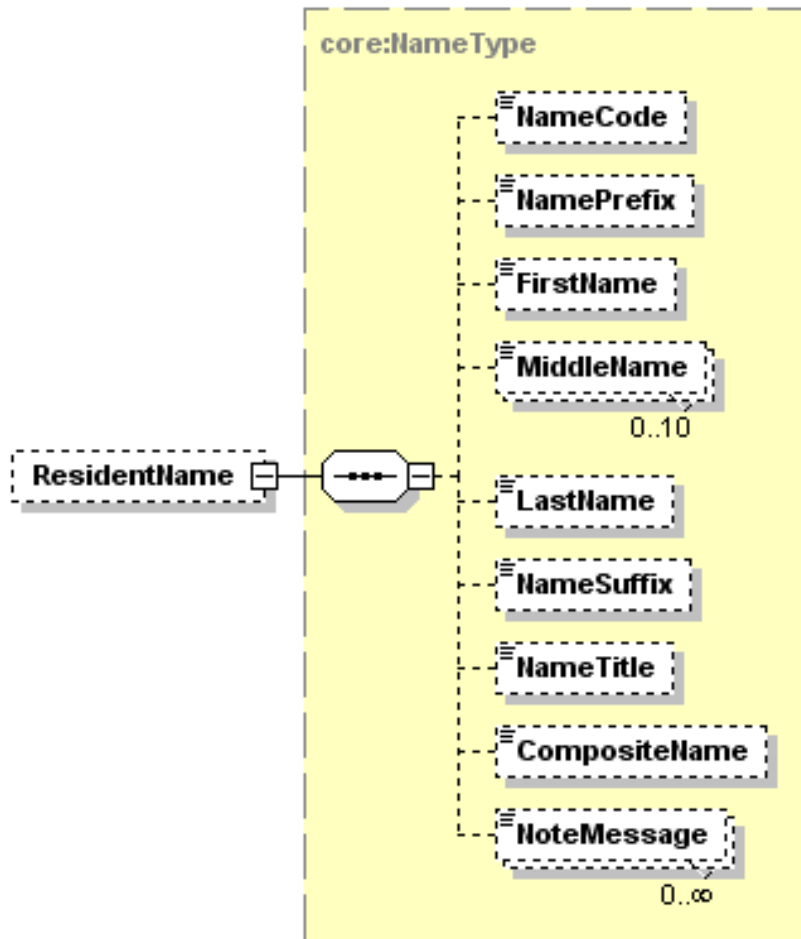 core:NameType
NameCode
NamePrefix
FirstName
MiddleName
0..10
ResidentName
LastName
NameSuffix
NameTitle
CompositeName
NoteMessage
0..∞